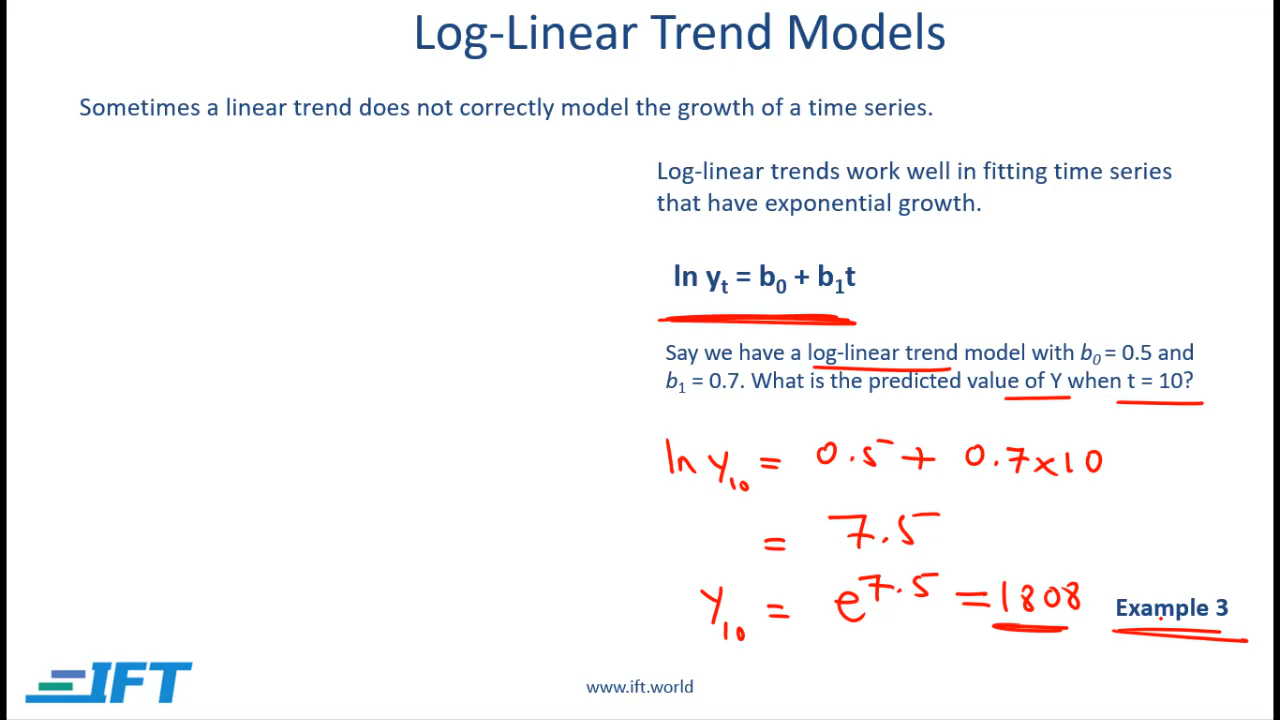 Log-Linear Trend Models
Sometimes a linear trend does not correctly model the growth of a time series.
Log-linear trends work well in fitting time series
that have exponential growth.
ln yₜ = b₀ + b₁t
Say we have a log-linear trend model with b₀ = 0.5 and
b₁ = 0.7. What is the predicted value of Y when t = 10?
ln y₁₀ = 0.5 + 0.7x10
= 7.5
y₁₀ = e^7.5 = 1808
Example 3
IFT
www.ift.world